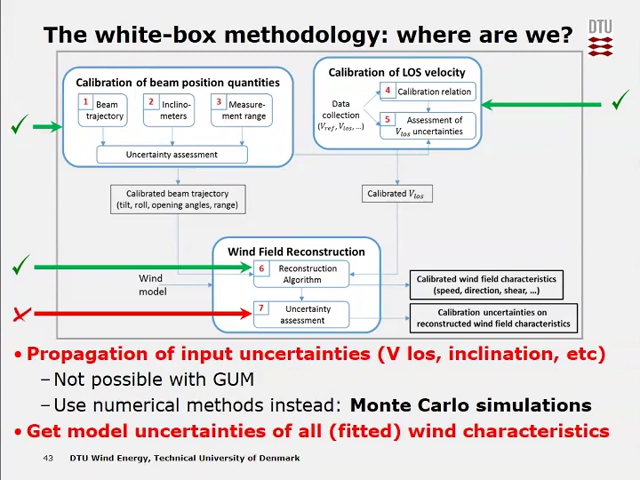 The white-box methodology: where are we?
DTU
Calibration of beam position quantities
1 Beam trajectory
2 Inclino-meters
3 Measure-ment range
Uncertainty assessment
Calibrated beam trajectory
(tilt, roll, opening angles, range)
Calibration of LOS velocity
Data
collection
(Vref, Vlos, ...)
4 Calibration relation
5 Assessment of
Vlos uncertainties
Calibrated Vlos
Wind Field Reconstruction
Wind
model
6 Reconstruction
Algorithm
7 Uncertainty
assessment
Calibrated wind field characteristics
(speed, direction, shear, ...)
Calibration uncertainties on
reconstructed wind field characteristics
• Propagation of input uncertainties (V los, inclination, etc)
– Not possible with GUM
– Use numerical methods instead: Monte Carlo simulations
• Get model uncertainties of all (fitted) wind characteristics
43 DTU Wind Energy, Technical University of Denmark